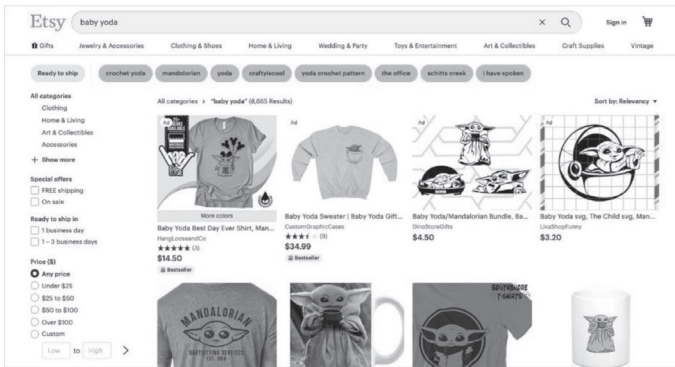 Etsy
baby yoda
Sign in
Gifts
Jewelry & Accessories
Clothing & Shoes
Home & Living
Wedding & Party
Toys & Entertainment
Art & Collectibles
Craft Supplies
Vintage
Ready to ship
crochet yoda
mandolorian
yoda
craftyiscool
yoda crochet pattern
the office
schitts creek
i have spoken
All categories
Clothing
Home & Living
Art & Collectibles
Accessories
+ Show more
Special offers
FREE shipping
On sale
Ready to ship in
1 business day
1 – 3 business days
Price ($)
Any price
Under $25
$25 to $50
$50 to $100
Over $100
Custom
Low to High
All categories > "baby yoda" (8,665 Results)
Sort by: Relevancy
Ad
More colors
Baby Yoda Best Day Ever Shirt, Man...
HangLooseandCo
(3)
$14.50
Bestseller
Ad
Baby Yoda Sweater | Baby Yoda Gift...
CustomGraphicCases
(9)
$34.99
Bestseller
Ad
Baby Yoda/Mandalorian Bundle, Ba...
DinoStoreGifts
$4.50
Ad
Baby Yoda svg, The Child svg, Man...
LivaShopFunny
$3.20
MANDALORIAN
BABYSITTING SERVICES
SOUTHSHORE
T-SHIRTS